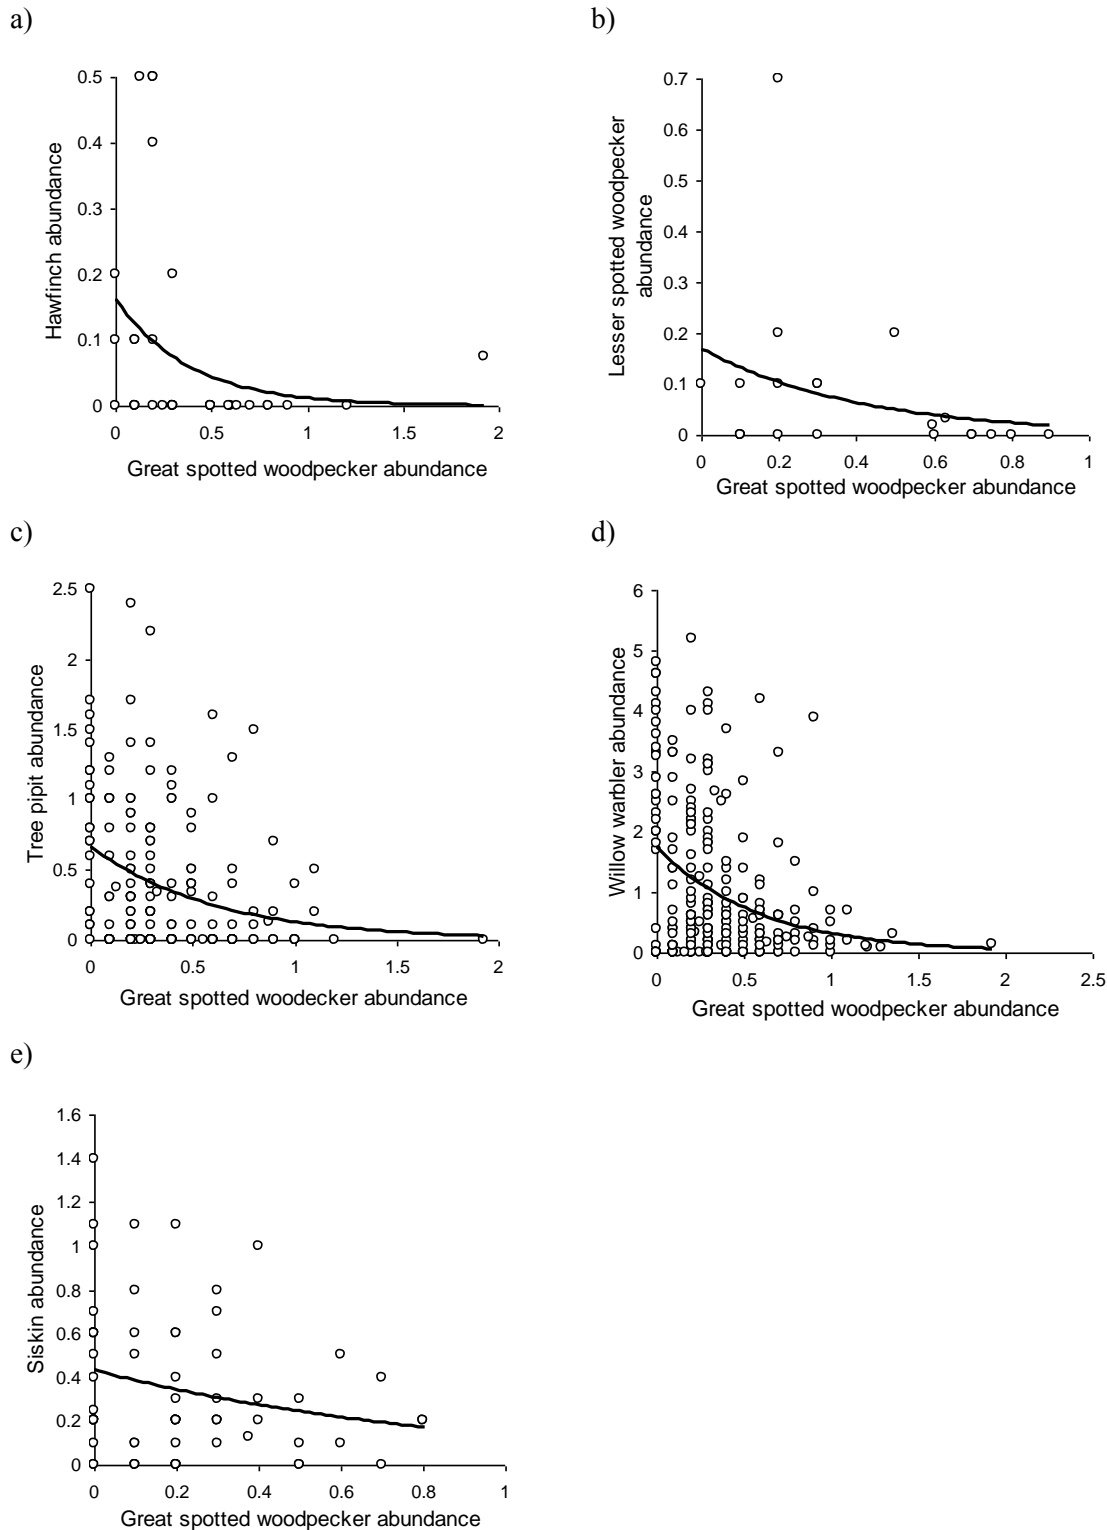 a)
0.5
0.4
0.3
0.2
0.1
0
0 0.5 1 1.5 2
Hawfinch abundance
Great spotted woodpecker abundance
b)
0.7
0.6
0.5
0.4
0.3
0.2
0.1
0
0 0.2 0.4 0.6 0.8 1
Lesser spotted woodpecker
abundance
Great spotted woodpecker abundance
c)
2.5
2
1.5
1
0.5
0
0 0.5 1 1.5 2
Tree pipit abundance
Great spotted woodecker abundance
d)
6
5
4
3
2
1
0
0 0.5 1 1.5 2 2.5
Willow warbler abundance
Great spotted woodpecker abundance
e)
1.6
1.4
1.2
1
0.8
0.6
0.4
0.2
0
0 0.2 0.4 0.6 0.8 1
Siskin abundance
Great spotted woodpecker abundance